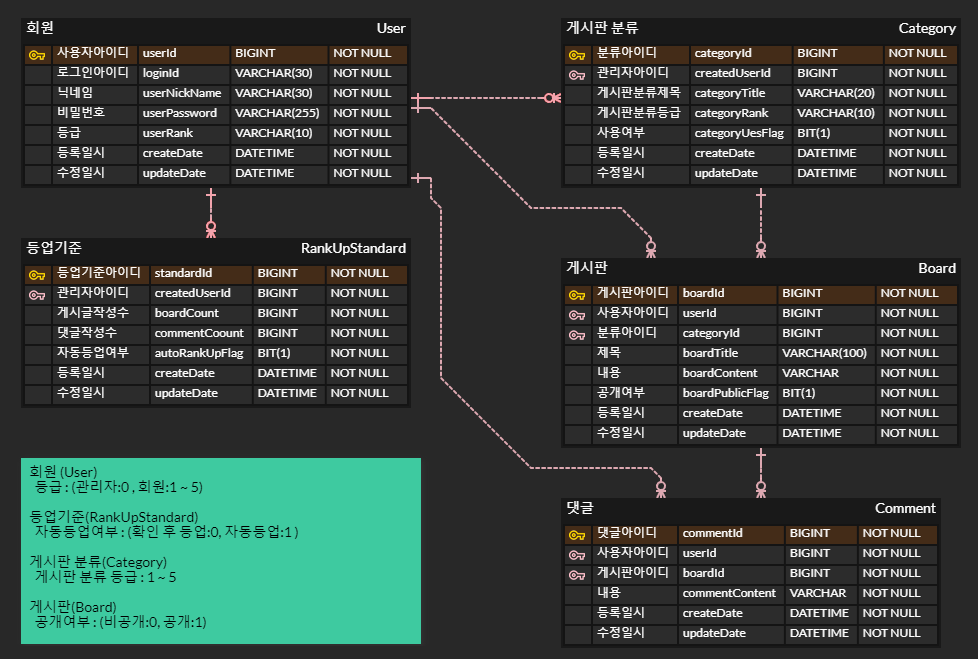 회원 User
사용자아이디 userId BIGINT NOT NULL
로그인아이디 loginId VARCHAR(30) NOT NULL
닉네임 userNickName VARCHAR(30) NOT NULL
비밀번호 userPassword VARCHAR(255) NOT NULL
등급 userRank VARCHAR(10) NOT NULL
등록일시 createDate DATETIME NOT NULL
수정일시 updateDate DATETIME NOT NULL
게시판 분류 Category
분류아이디 categoryId BIGINT NOT NULL
관리자아이디 createdUserId BIGINT NOT NULL
게시판분류제목 categoryTitle VARCHAR(20) NOT NULL
게시판분류등급 categoryRank VARCHAR(10) NOT NULL
사용여부 categoryUesFlag BIT(1) NOT NULL
등록일시 createDate DATETIME NOT NULL
수정일시 updateDate DATETIME NOT NULL
등업기준 RankUpStandard
등업기준아이디 standardId BIGINT NOT NULL
관리자아이디 createdUserId BIGINT NOT NULL
게시글작성수 boardCount BIGINT NOT NULL
댓글작성수 commentCoount BIGINT NOT NULL
자동등업여부 autoRankUpFlag BIT(1) NOT NULL
등록일시 createDate DATETIME NOT NULL
수정일시 updateDate DATETIME NOT NULL
게시판 Board
게시판아이디 boardId BIGINT NOT NULL
사용자아이디 userId BIGINT NOT NULL
분류아이디 categoryId BIGINT NOT NULL
제목 boardTitle VARCHAR(100) NOT NULL
내용 boardContent VARCHAR NOT NULL
공개여부 boardPublicFlag BIT(1) NOT NULL
등록일시 createDate DATETIME NOT NULL
수정일시 updateDate DATETIME NOT NULL
회원 (User)
등급 : (관리자:0 , 회원:1 ~ 5)
등업기준(RankUpStandard)
자동등업여부 : (확인 후 등업:0, 자동등업:1 )
게시판 분류(Category)
게시판 분류 등급 : 1 ~ 5
게시판(Board)
공개여부 : (비공개:0, 공개:1)
댓글 Comment
댓글아이디 commentId BIGINT NOT NULL
사용자아이디 userId BIGINT NOT NULL
게시판아이디 boardId BIGINT NOT NULL
내용 commentContent VARCHAR NOT NULL
등록일시 createDate DATETIME NOT NULL
수정일시 updateDate DATETIME NOT NULL